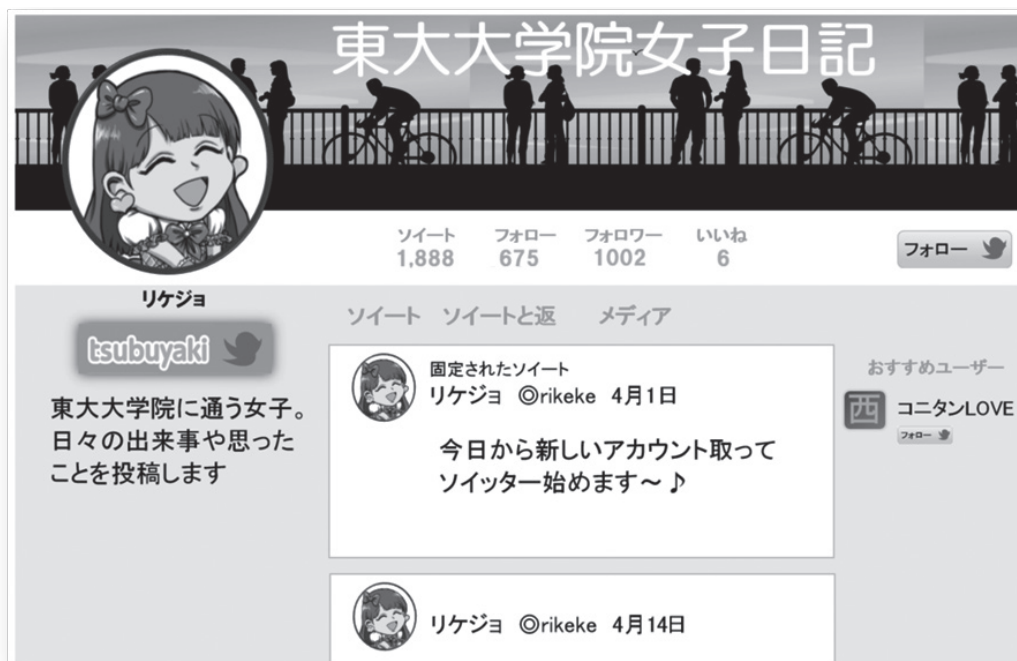 東大大学院女子日記
ソイート フォロー フォロワー いいね
1,888 675 1002 6
フォロー
リケジョ
tsubuyaki
東大大学院に通う女子。
日々の出来事や思った
ことを投稿します
ソイート ソイートと返 メディア
固定されたソイート
リケジョ ◎rikeke 4月1日
今日から新しいアカウント取って
ソイッター始めます～♪
リケジョ ◎rikeke 4月14日
おすすめユーザー
西 コニタンLOVE
フォロー